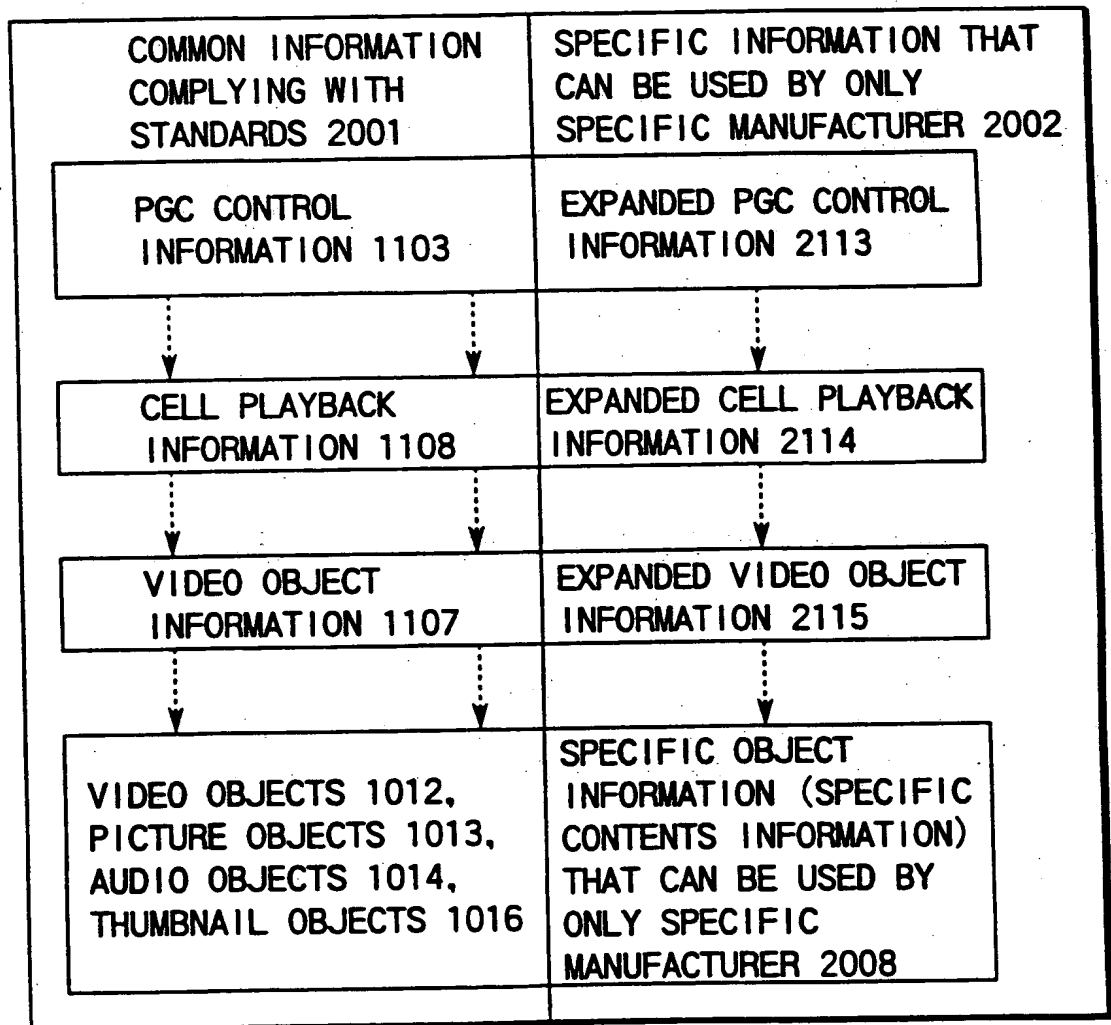 COMMON INFORMATION
COMPLYING WITH
STANDARDS 2001
SPECIFIC INFORMATION THAT
CAN BE USED BY ONLY
SPECIFIC MANUFACTURER 2002
PGC CONTROL
INFORMATION 1103
EXPANDED PGC CONTROL
INFORMATION 2113
CELL PLAYBACK
INFORMATION 1108
EXPANDED CELL PLAYBACK
INFORMATION 2114
VIDEO OBJECT
INFORMATION 1107
EXPANDED VIDEO OBJECT
INFORMATION 2115
VIDEO OBJECTS 1012,
PICTURE OBJECTS 1013,
AUDIO OBJECTS 1014,
THUMBNAIL OBJECTS 1016
SPECIFIC OBJECT
INFORMATION (SPECIFIC
CONTENTS INFORMATION)
THAT CAN BE USED BY
ONLY SPECIFIC
MANUFACTURER 2008